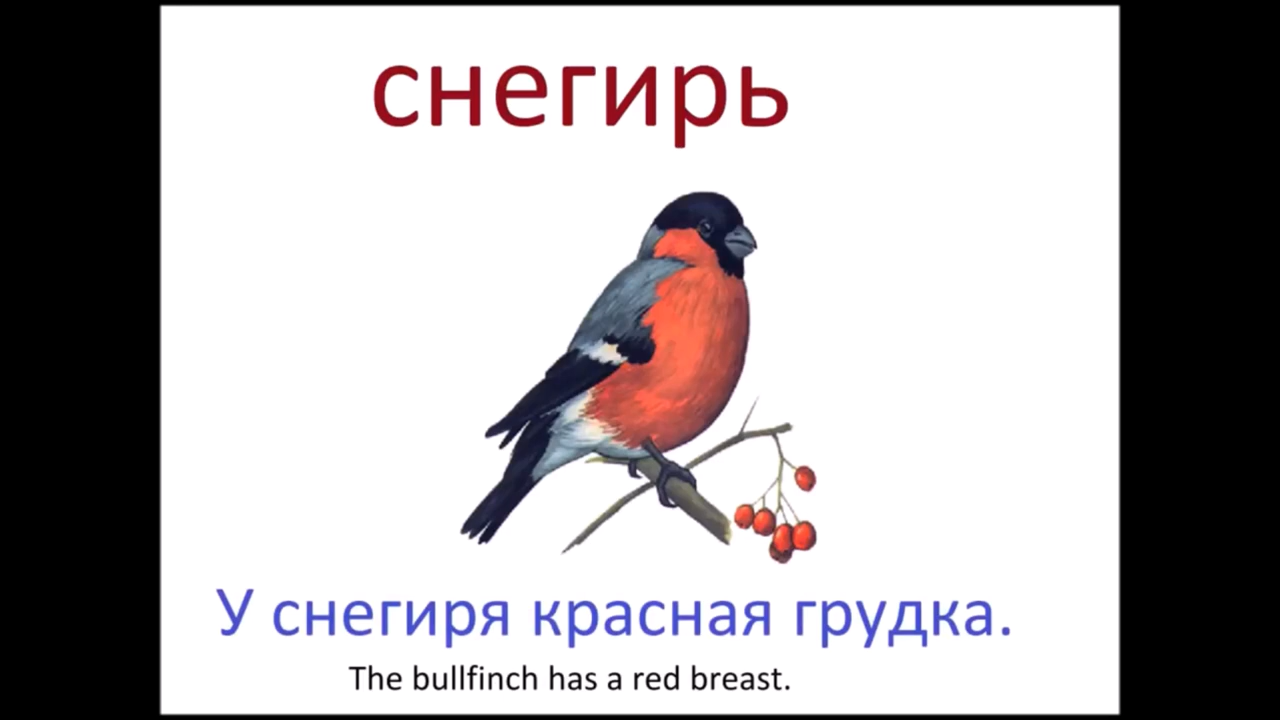 снегирь
У снегиря красная грудка.
The bullfinch has a red breast.